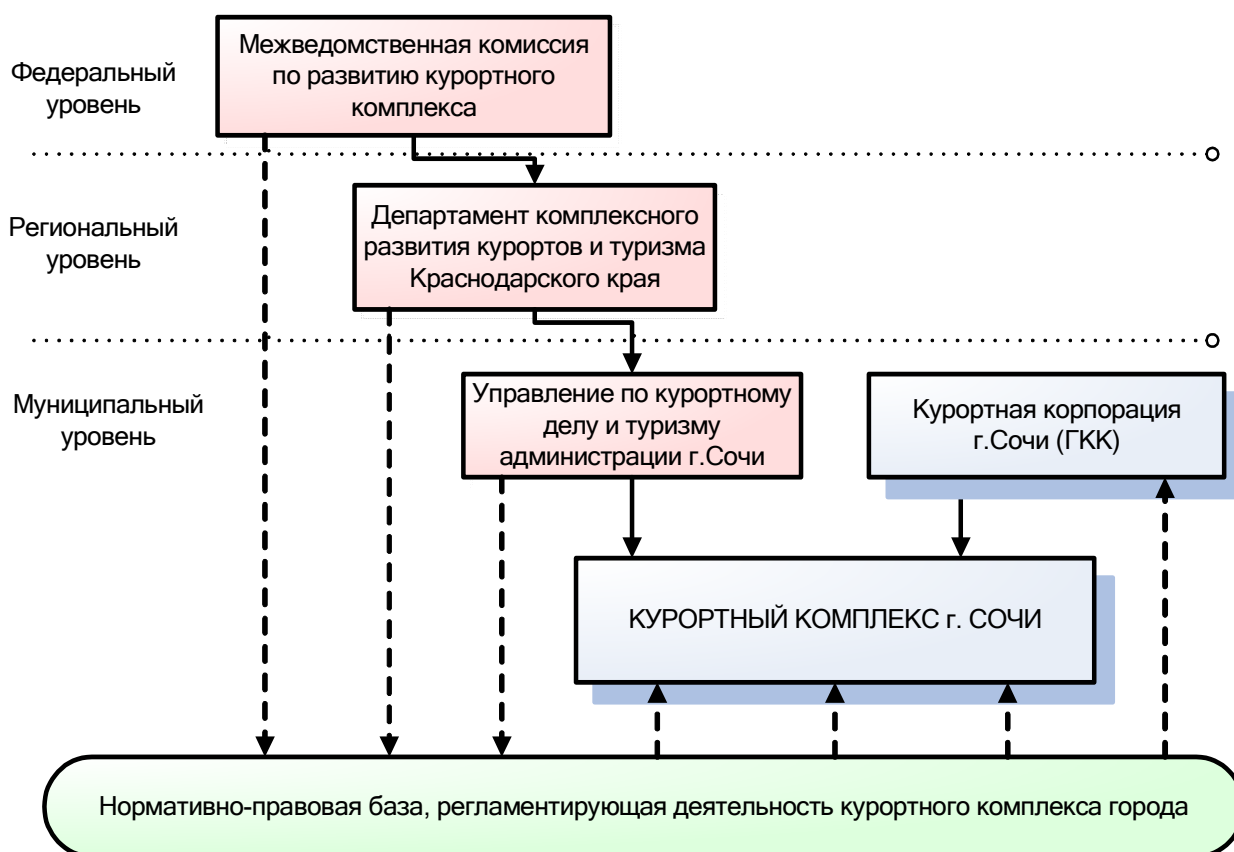 Федеральный
уровень
Межведомственная комиссия
по развитию курортного
комплекса
Региональный
уровень
Департамент комплексного
развития курортов и туризма
Краснодарского края
Муниципальный
уровень
Управление по курортному
делу и туризму
администрации г.Сочи
Курортная корпорация
г.Сочи (ГКК)
КУРОРТНЫЙ КОМПЛЕКС г. СОЧИ
Нормативно-правовая база, регламентирующая деятельность курортного комплекса города